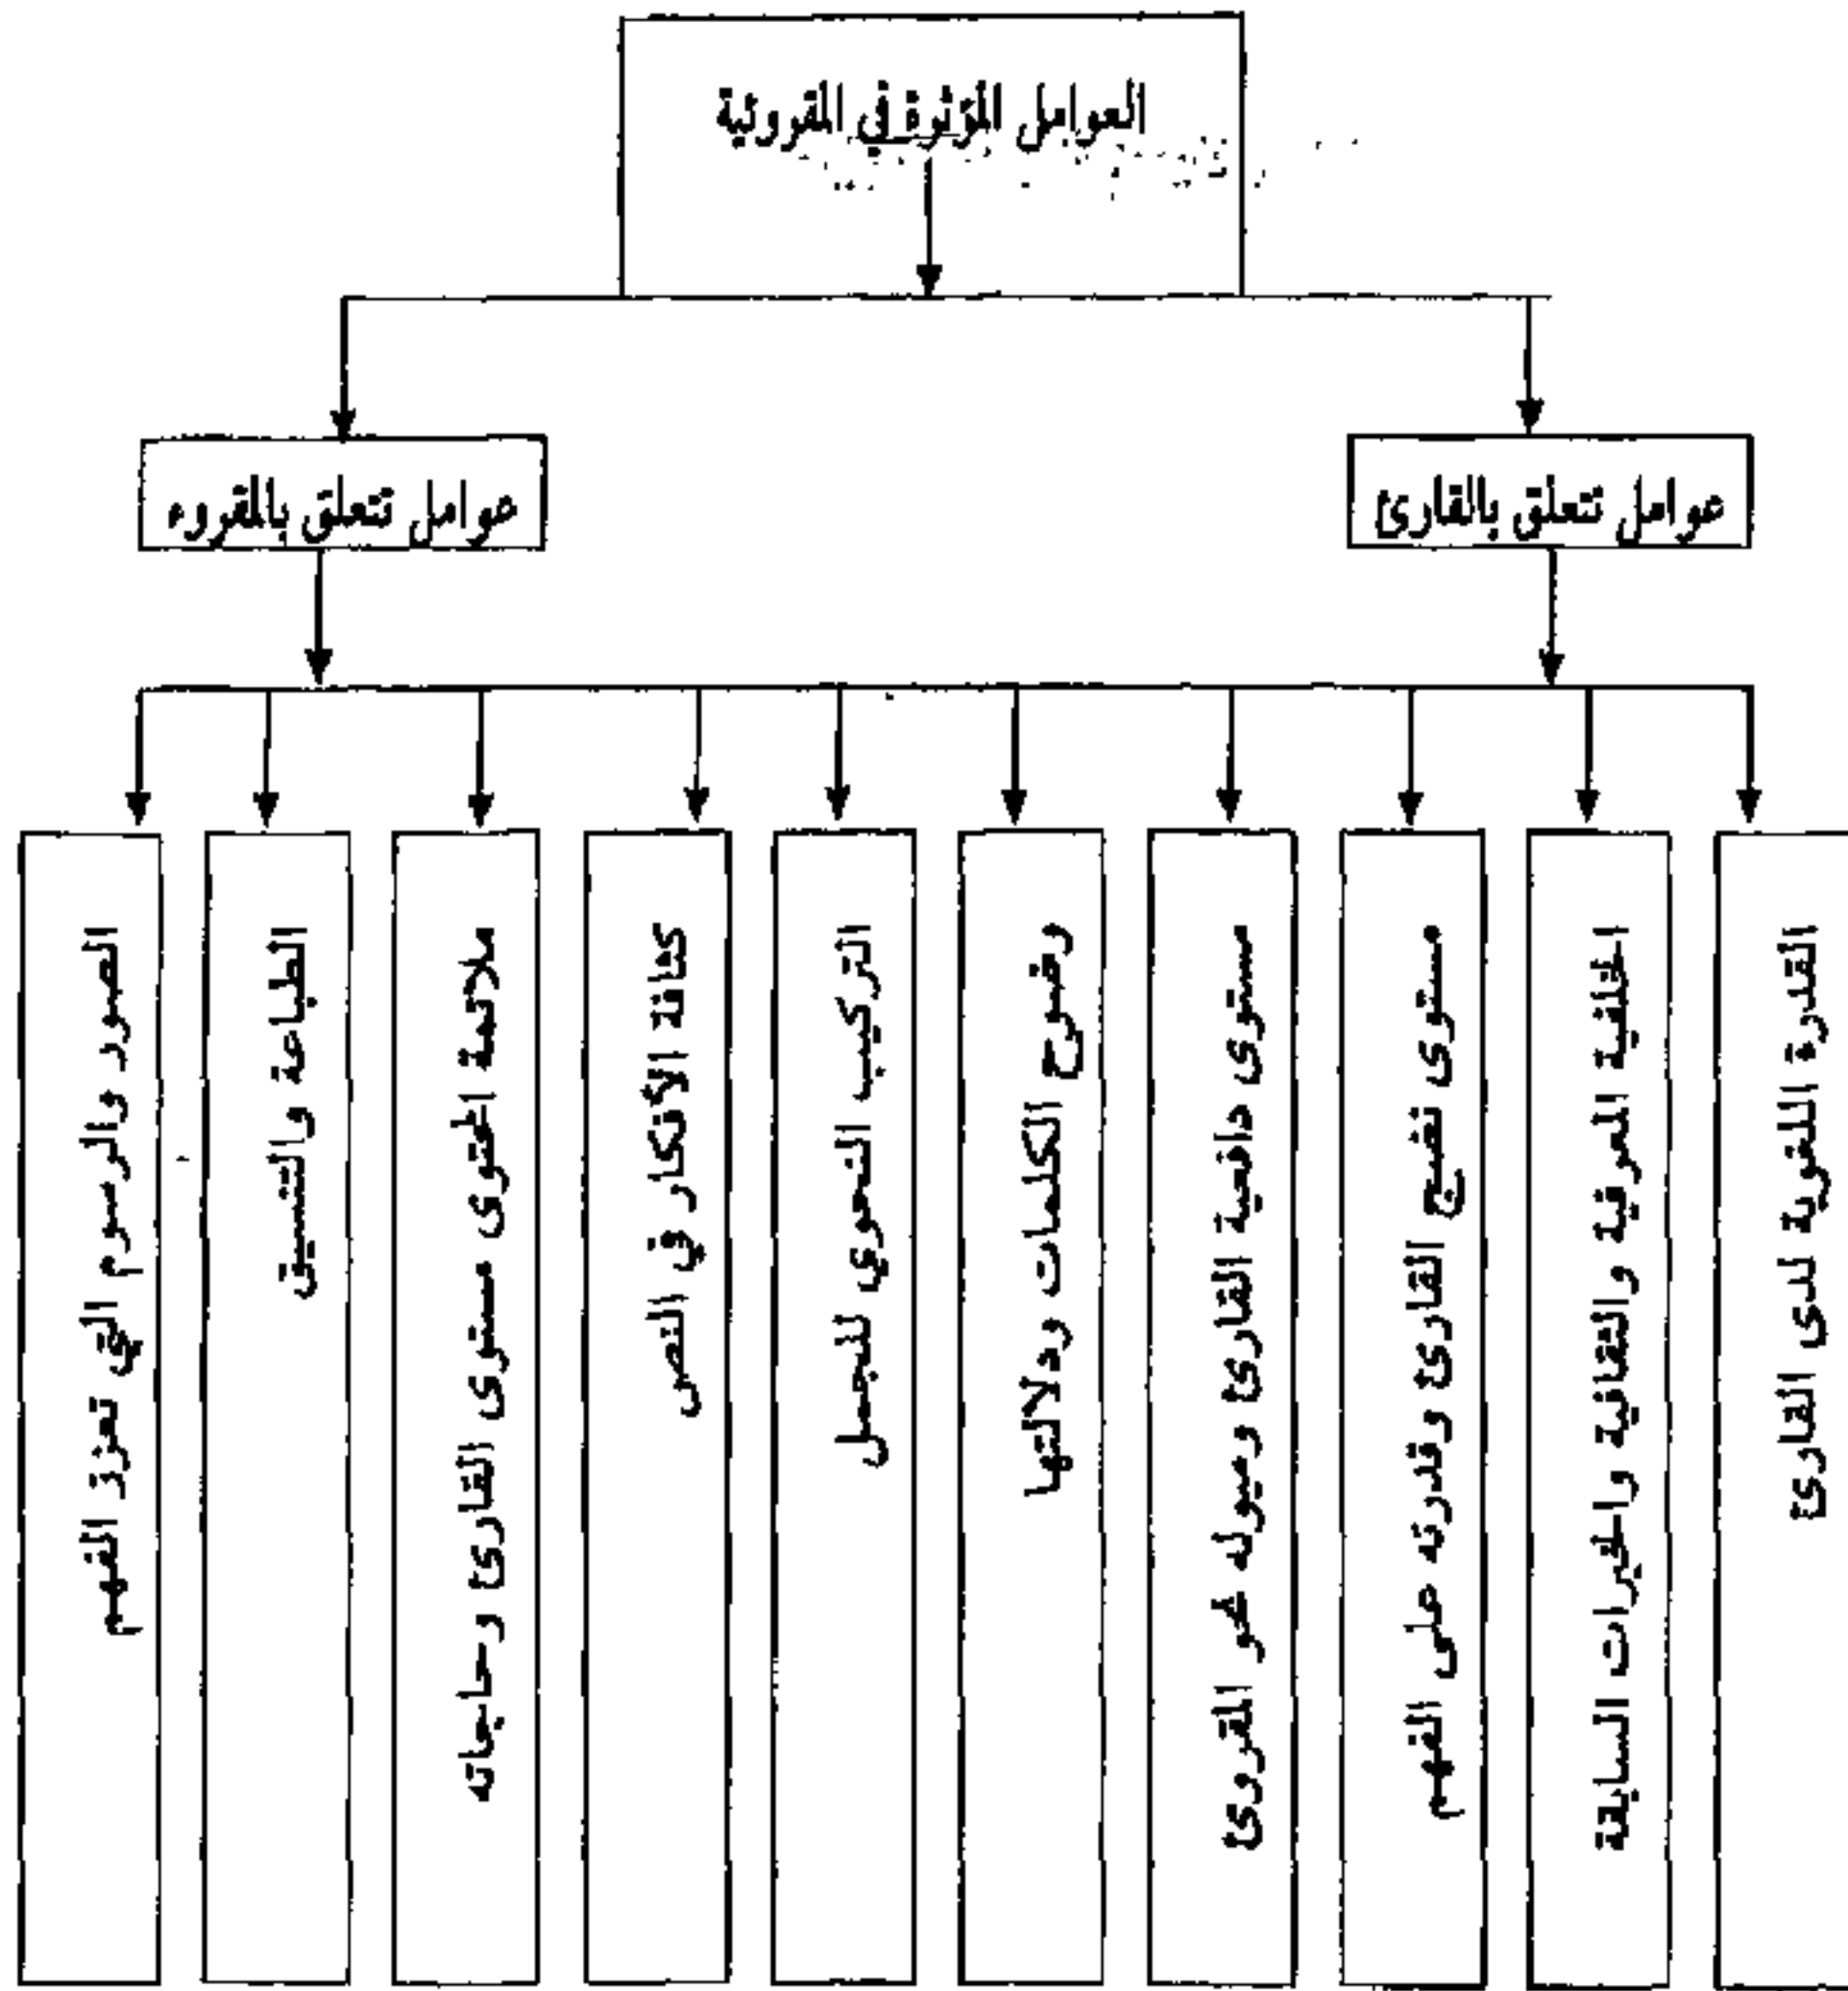 العوامل المؤثرة في المقروئية
عوامل تتعلق بالقارئ
عوامل تتعلق بالمقروء
القدرة اللغوية لدى القارئ
الخلفية المعرفية والثقافية والخبرات السابقة
مستوى نضج القارئ وقدرته على الفهم
مستوى دافعية القارئ وميوله نحو المقروئ
وضوح الكلمات ودلالتها
التركيب النحوي للجمل
كثافة الأفكار في النص
ملائمة المحتوى مستوى القارئ وحاجاته
الطباعة والتنسيق
الصور والرسوم التي تعزز الفهم